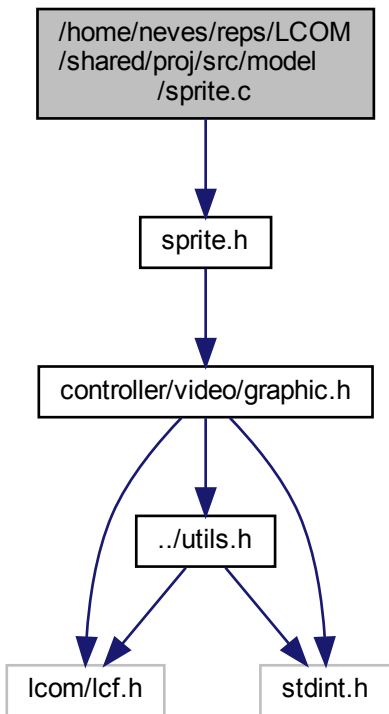 /home/neves/reps/LCOM
/shared/proj/src/model
/sprite.c
sprite.h
controller/video/graphic.h
../utils.h
lcom/lcf.h
stdint.h